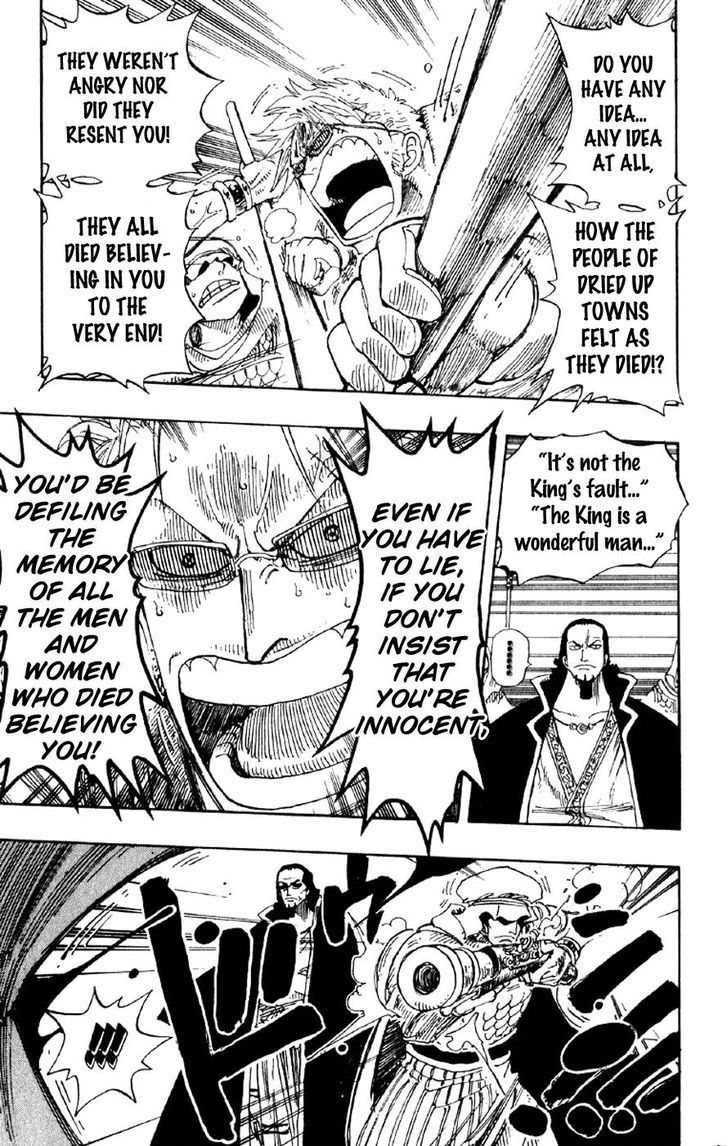 DO YOU
HAVE ANY
IDEA...
ANY IDEA
AT ALL,
HOW THE
PEOPLE OF
DRIED UP
TOWNS
FELT AS
THEY DIED!?
THEY WEREN'T
ANGRY NOR
DID THEY
RESENT YOU!
THEY ALL
DIED BELIEV-
ING IN YOU
TO THE
VERY END!
"It's not the
King's fault..."
"The King is a
wonderful man..."
EVEN IF
YOU HAVE
TO LIE,
IF YOU
DON'T
INSIST
THAT
YOU'RE
INNOCENT,
YOU'D BE
DEFILING
THE
MEMORY
OF ALL
THE MEN
AND
WOMEN
WHO DIED
BELIEVING
YOU!
ドン
!!!